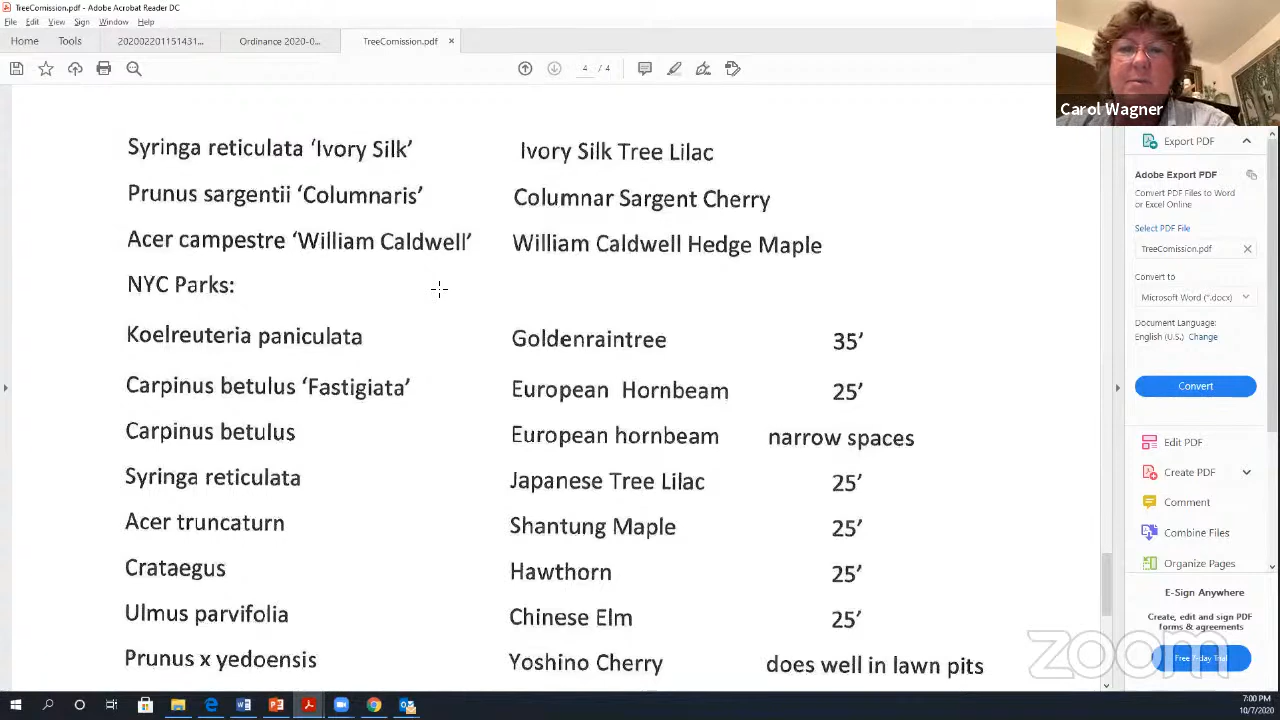 TreeComission.pdf - Adobe Acrobat Reader DC
File Edit View Sign Window Help
Home Tools 202002201151431... Ordinance 2020-0... TreeComission.pdf ×
4 / 4
Carol Wagner
Syringa reticulata ‘Ivory Silk’ Ivory Silk Tree Lilac
Prunus sargentii ‘Columnaris’ Columnar Sargent Cherry
Acer campestre ‘William Caldwell’ William Caldwell Hedge Maple
NYC Parks:
Koelreuteria paniculata Goldenraintree 35’
Carpinus betulus ‘Fastigiata’ European Hornbeam 25’
Carpinus betulus European hornbeam narrow spaces
Syringa reticulata Japanese Tree Lilac 25’
Acer truncaturn Shantung Maple 25’
Crataegus Hawthorn 25’
Ulmus parvifolia Chinese Elm 25’
Prunus x yedoensis Yoshino Cherry does well in lawn pits
Export PDF
Adobe Export PDF
Convert PDF Files to Word
or Excel Online
Select PDF File
TreeComission.pdf
Convert to
Microsoft Word (*.docx)
Document Language:
English (U.S.) Change
Convert
Edit PDF
Create PDF
Comment
Combine Files
Organize Pages
E-Sign Anywhere
Create, edit and sign PDF
forms & agreements
Free 7-day Trial
zoom
7:00 PM
10/7/2020